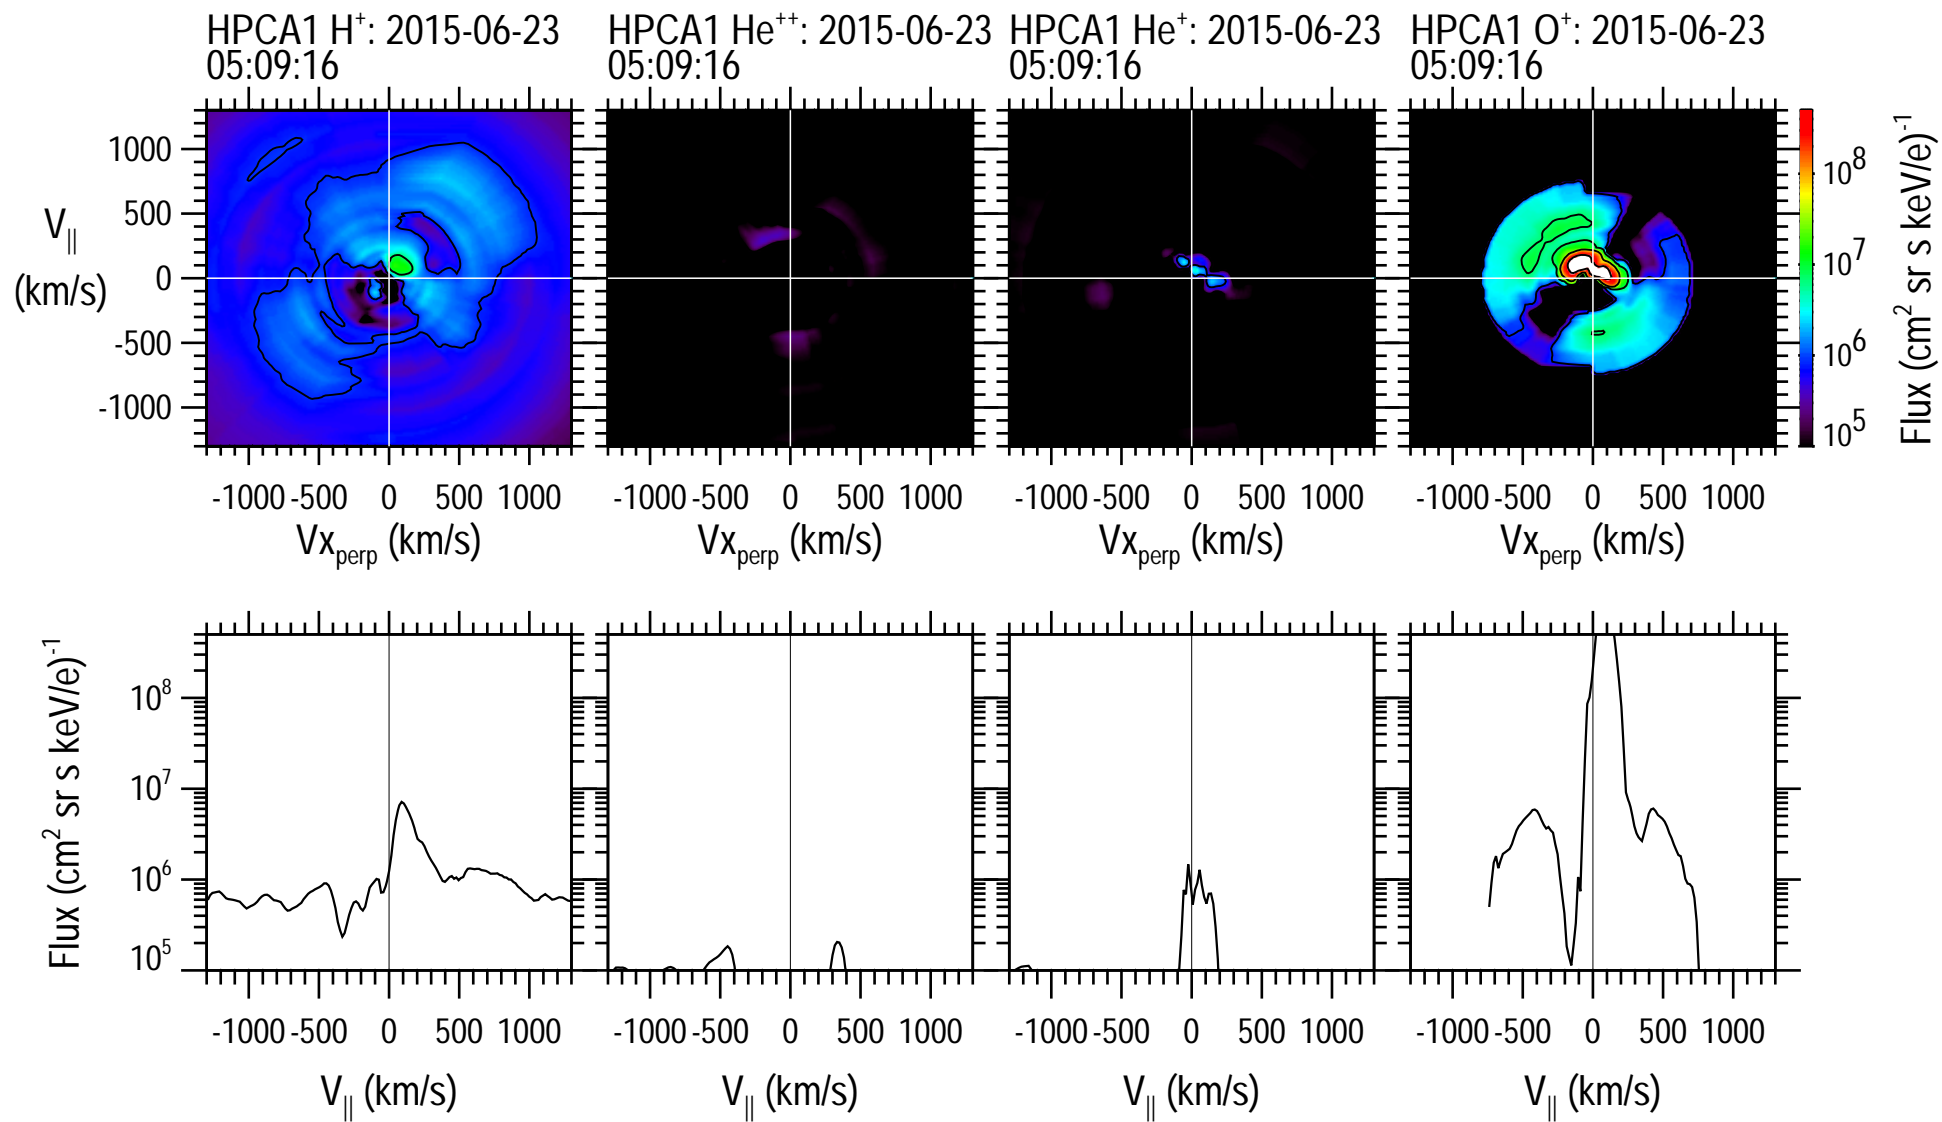 HPCA1 H⁺: 2015-06-23
05:09:16
HPCA1 He⁺⁺: 2015-06-23
05:09:16
HPCA1 He⁺: 2015-06-23
05:09:16
HPCA1 O⁺: 2015-06-23
05:09:16
V||
(km/s)
1000
500
0
-500
-1000
-1000 -500 0 500 1000
-1000 -500 0 500 1000
-1000 -500 0 500 1000
-1000 -500 0 500 1000
Vxperp (km/s)
Vxperp (km/s)
Vxperp (km/s)
Vxperp (km/s)
10⁸
10⁷
10⁶
10⁵
Flux (cm² sr s keV/e)⁻¹
Flux (cm² sr s keV/e)⁻¹
10⁸
10⁷
10⁶
10⁵
-1000 -500 0 500 1000
-1000 -500 0 500 1000
-1000 -500 0 500 1000
-1000 -500 0 500 1000
V|| (km/s)
V|| (km/s)
V|| (km/s)
V|| (km/s)